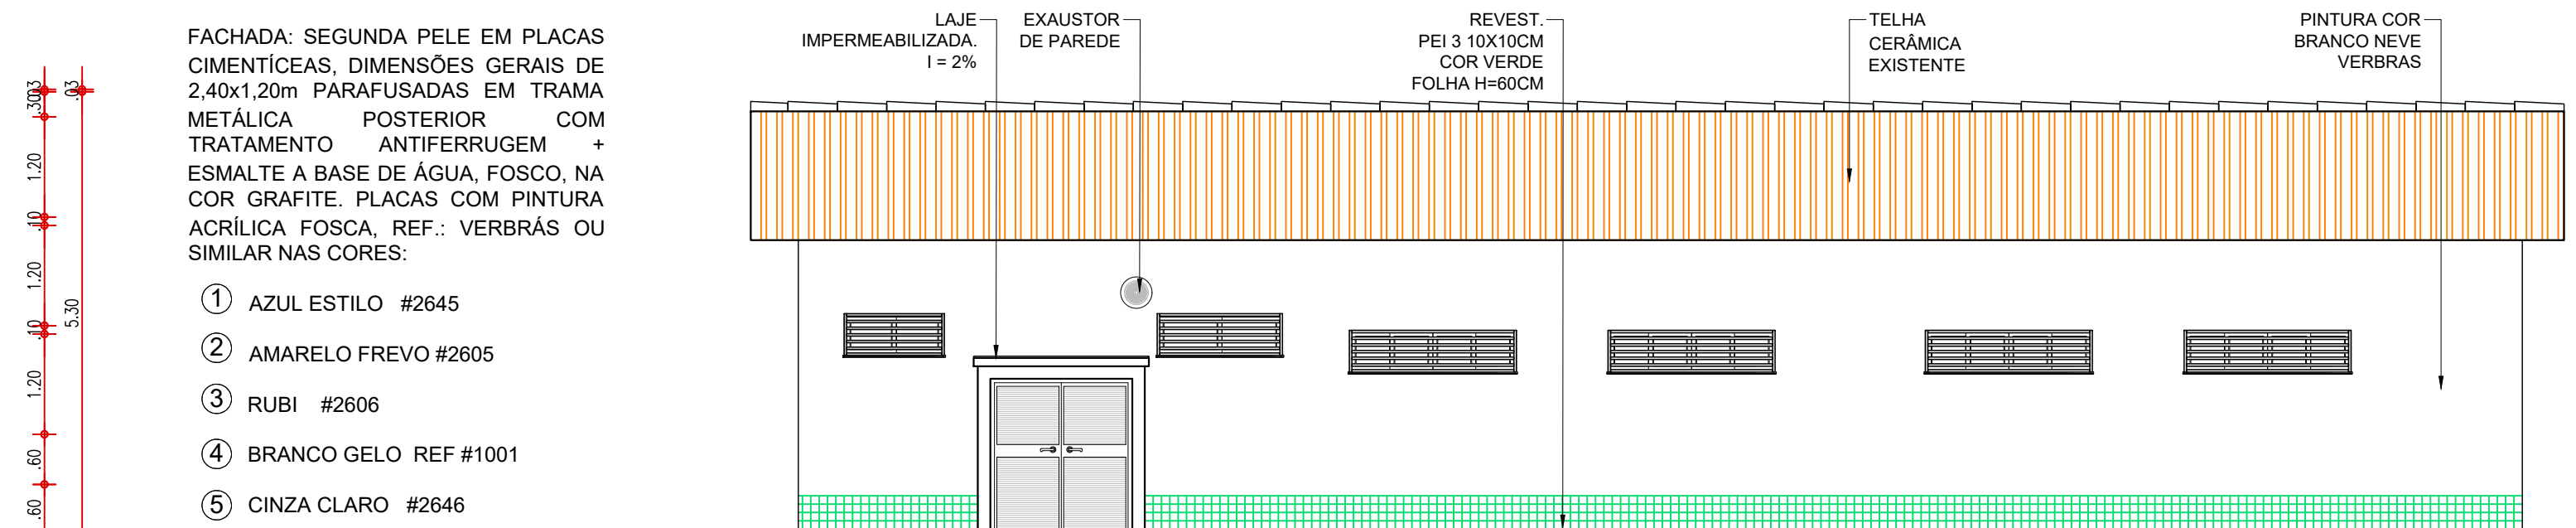 FACHADA: SEGUNDA PELE EM PLACAS
CIMENTÍCEAS, DIMENSÕES GERAIS DE
2,40x1,20m PARAFUSADAS EM TRAMA
METÁLICA POSTERIOR COM
TRATAMENTO ANTIFERRUGEM +
ESMALTE A BASE DE ÁGUA, FOSCO, NA
COR GRAFITE. PLACAS COM PINTURA
ACRÍLICA FOSCA, REF.: VERBRÁS OU
SIMILAR NAS CORES:
1 AZUL ESTILO #2645
2 AMARELO FREVO #2605
3 RUBI #2606
4 BRANCO GELO REF #1001
5 CINZA CLARO #2646
LAJE
IMPERMEABILIZADA.
I = 2%
EXAUSTOR
DE PAREDE
REVEST.
PEI 3 10X10CM
COR VERDE
FOLHA H=60CM
TELHA
CERÂMICA
EXISTENTE
PINTURA COR
BRANCO NEVE
VERBRAS
.03
.30
1.20
.10
1.20
.10
1.20
.60
.60
.03
5.30